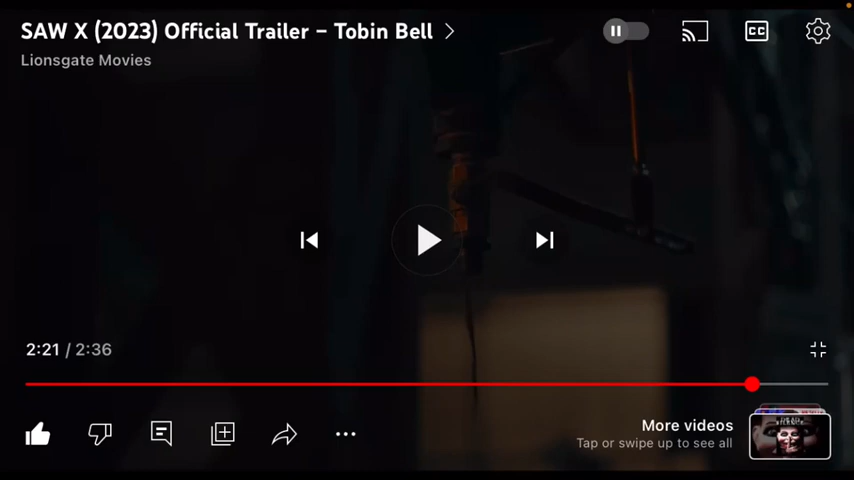 SAW X (2023) Official Trailer – Tobin Bell
CC
Lionsgate Movies
2:21 / 2:36
More videos
Tap or swipe up to see all